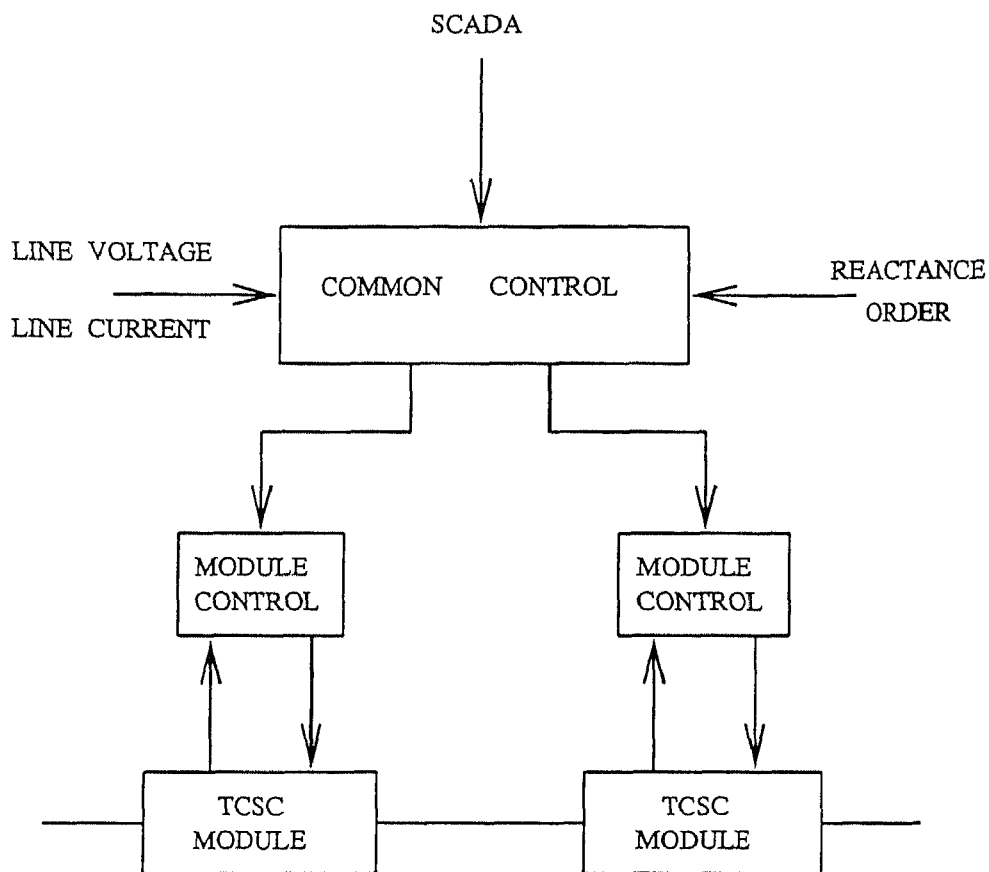 SCADA
LINE VOLTAGE
LINE CURRENT
COMMON CONTROL
REACTANCE
ORDER
MODULE
CONTROL
MODULE
CONTROL
TCSC
MODULE
TCSC
MODULE